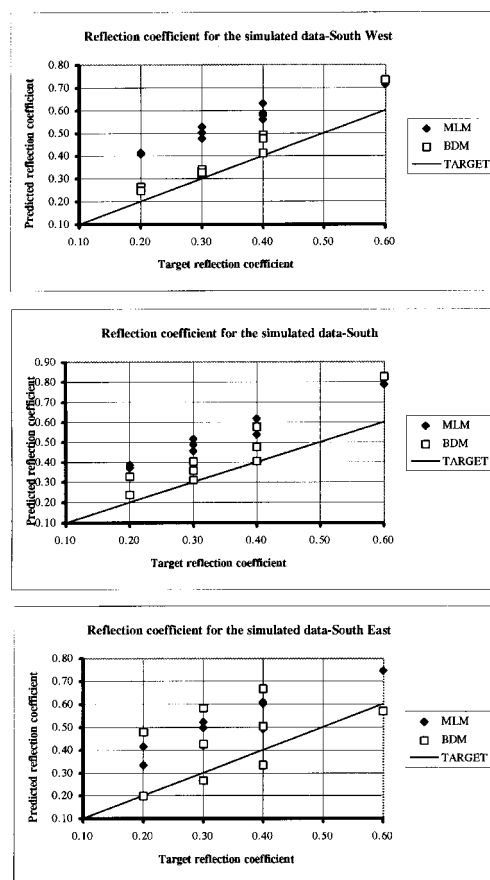 Reflection coefficient for the simulated data-South West
Predicted reflection coefficient
0.80
0.70
0.60
0.50
0.40
0.30
0.20
0.10
0.10 0.20 0.30 0.40 0.50 0.60
Target reflection coefficient
MLM
BDM
TARGET
Reflection coefficient for the simulated data-South
Predicted reflection coefficient
0.90
0.80
0.70
0.60
0.50
0.40
0.30
0.20
0.10
0.10 0.20 0.30 0.40 0.50 0.60
Target reflection coefficient
MLM
BDM
TARGET
Reflection coefficient for the simulated data-South East
Predicted reflection coefficient
0.80
0.70
0.60
0.50
0.40
0.30
0.20
0.10
0.10 0.20 0.30 0.40 0.50 0.60
Target reflection coefficient
MLM
BDM
TARGET